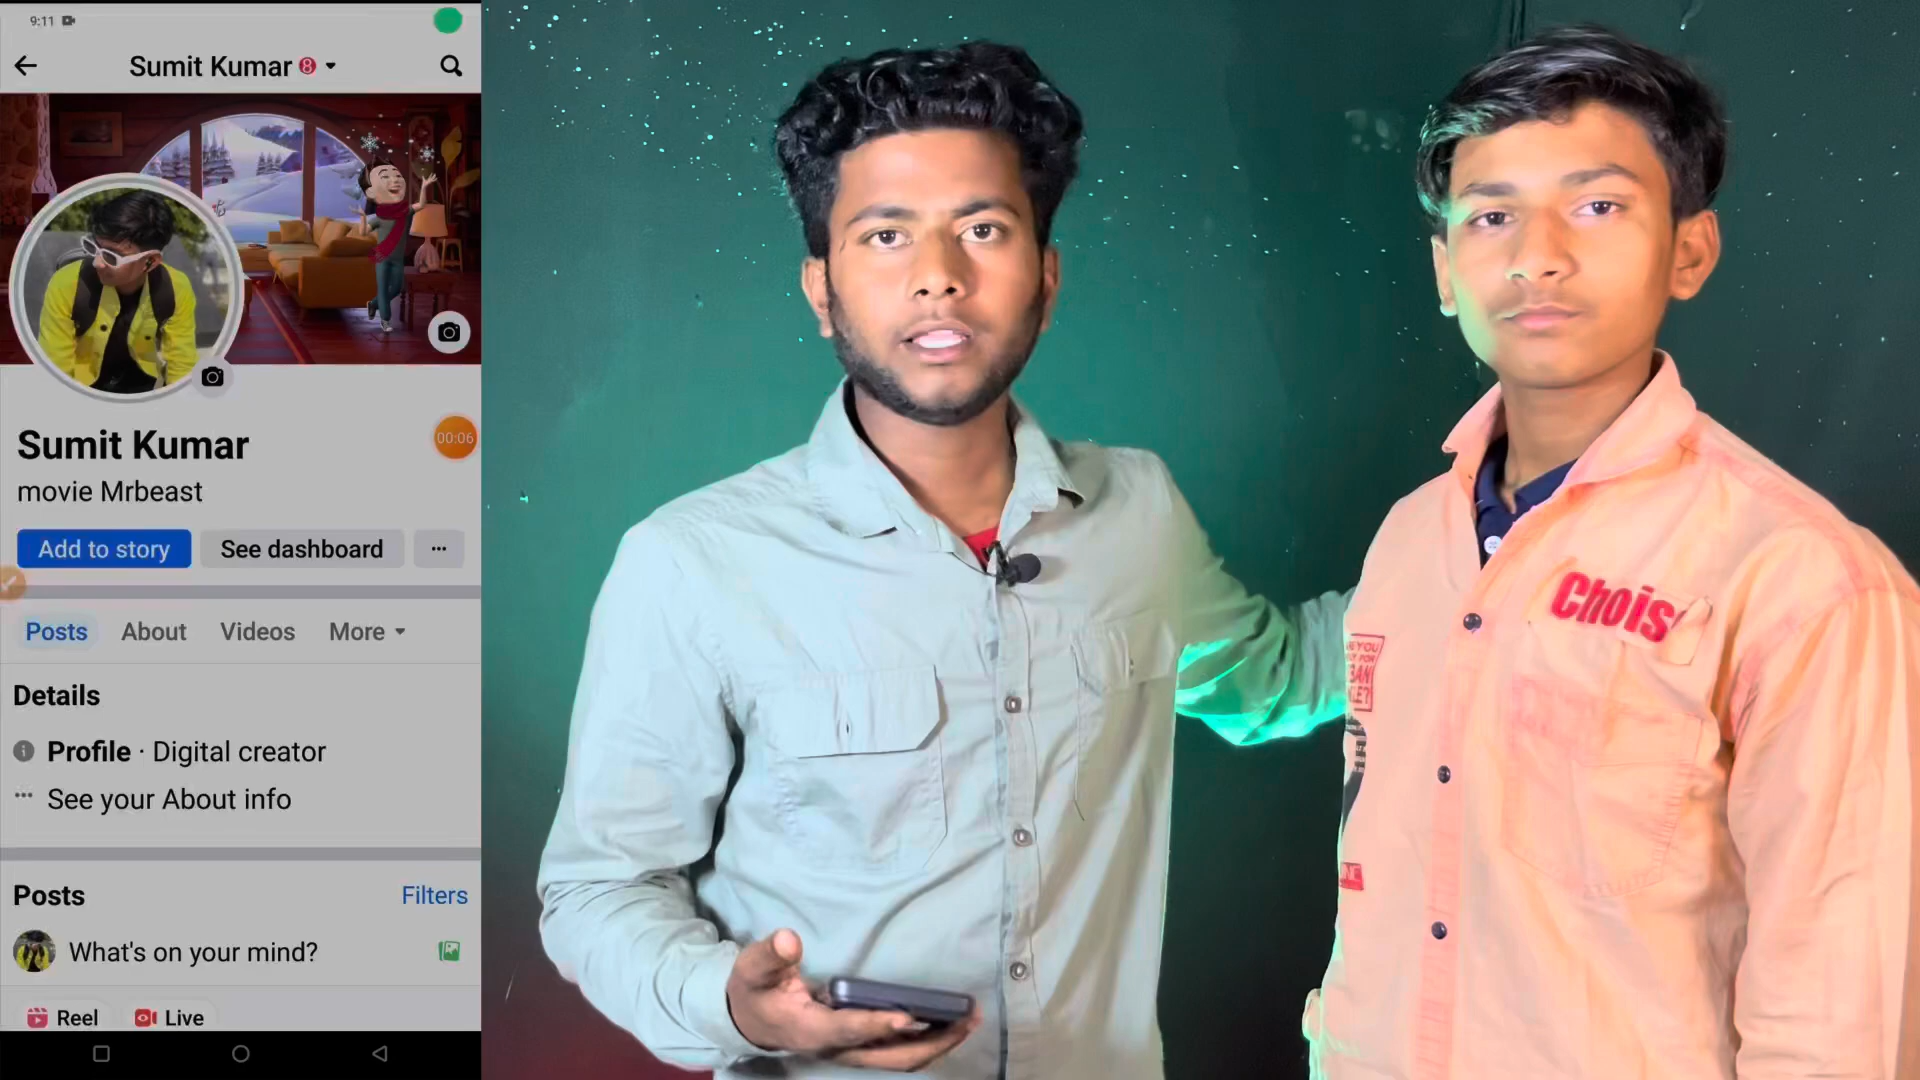 9:11
Sumit Kumar 8
Sumit Kumar
00:06
movie Mrbeast
Add to story
See dashboard
Posts
About
Videos
More
Details
Profile · Digital creator
See your About info
Posts
Filters
What's on your mind?
Reel
Live
Chois